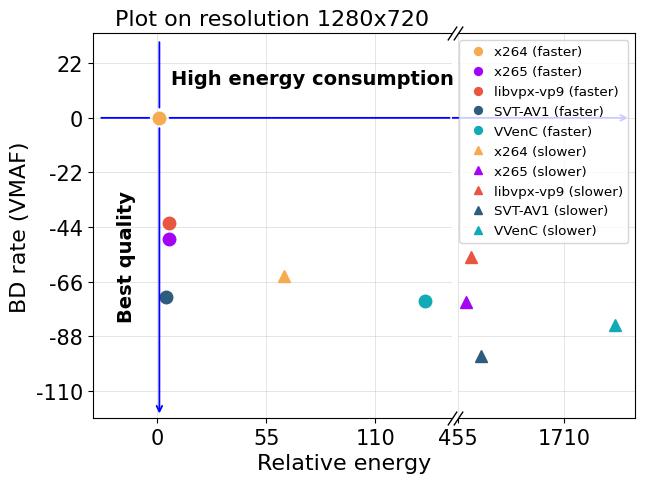 Plot on resolution 1280x720
High energy consumption
x264 (faster)
x265 (faster)
libvpx-vp9 (faster)
SVT-AV1 (faster)
VVenC (faster)
x264 (slower)
x265 (slower)
libvpx-vp9 (slower)
SVT-AV1 (slower)
VVenC (slower)
BD rate (VMAF)
22
0
-22
-44
-66
-88
-110
Best quality
0 55 110 455 1710
Relative energy